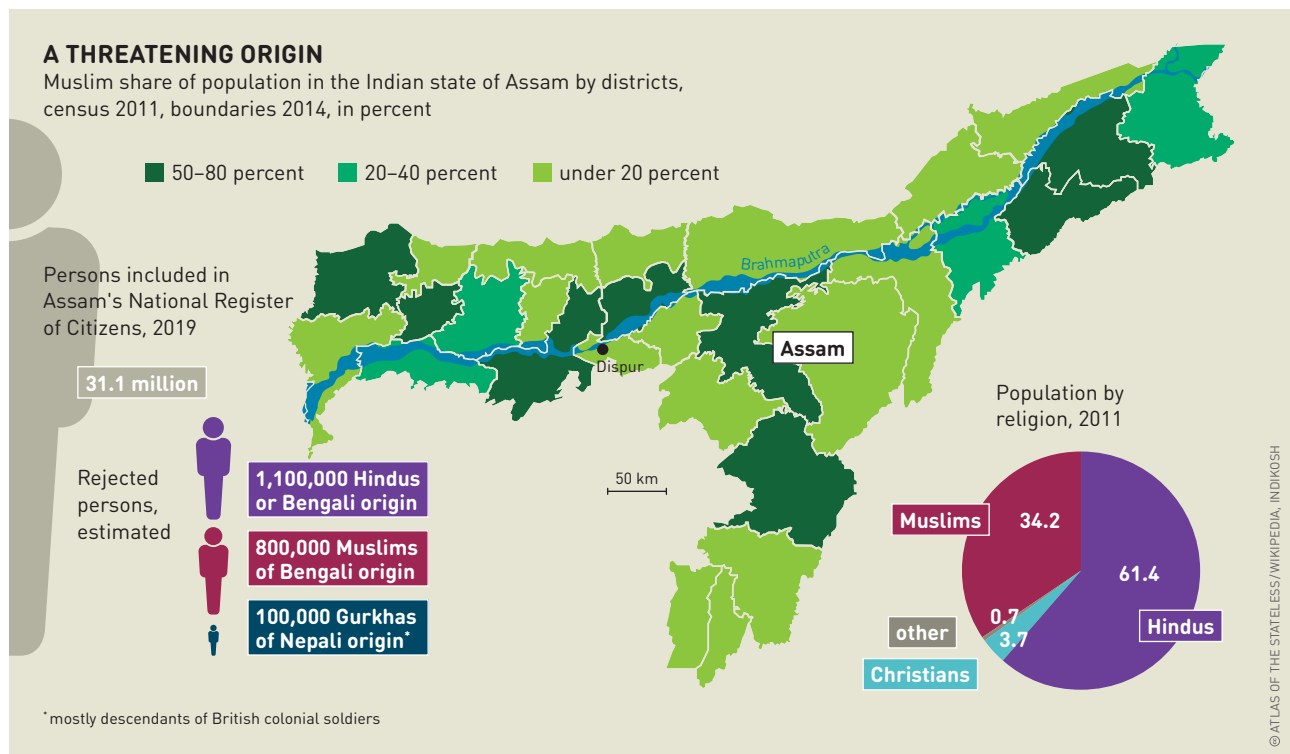 A THREATENING ORIGIN
Muslim share of population in the Indian state of Assam by districts,
census 2011, boundaries 2014, in percent
50–80 percent
20–40 percent
under 20 percent
Brahmaputra
Persons included in
Assam's National Register
of Citizens, 2019
31.1 million
Assam
Dispur
50 km
Rejected
persons,
estimated
1,100,000 Hindus
or Bengali origin
800,000 Muslims
of Bengali origin
100,000 Gurkhas
of Nepali origin*
Population by
religion, 2011
Muslims
34.2
61.4
Hindus
0.7
other
3.7
Christians
*mostly descendants of British colonial soldiers
© ATLAS OF THE STATELESS/WIKIPEDIA, INDIKOSH